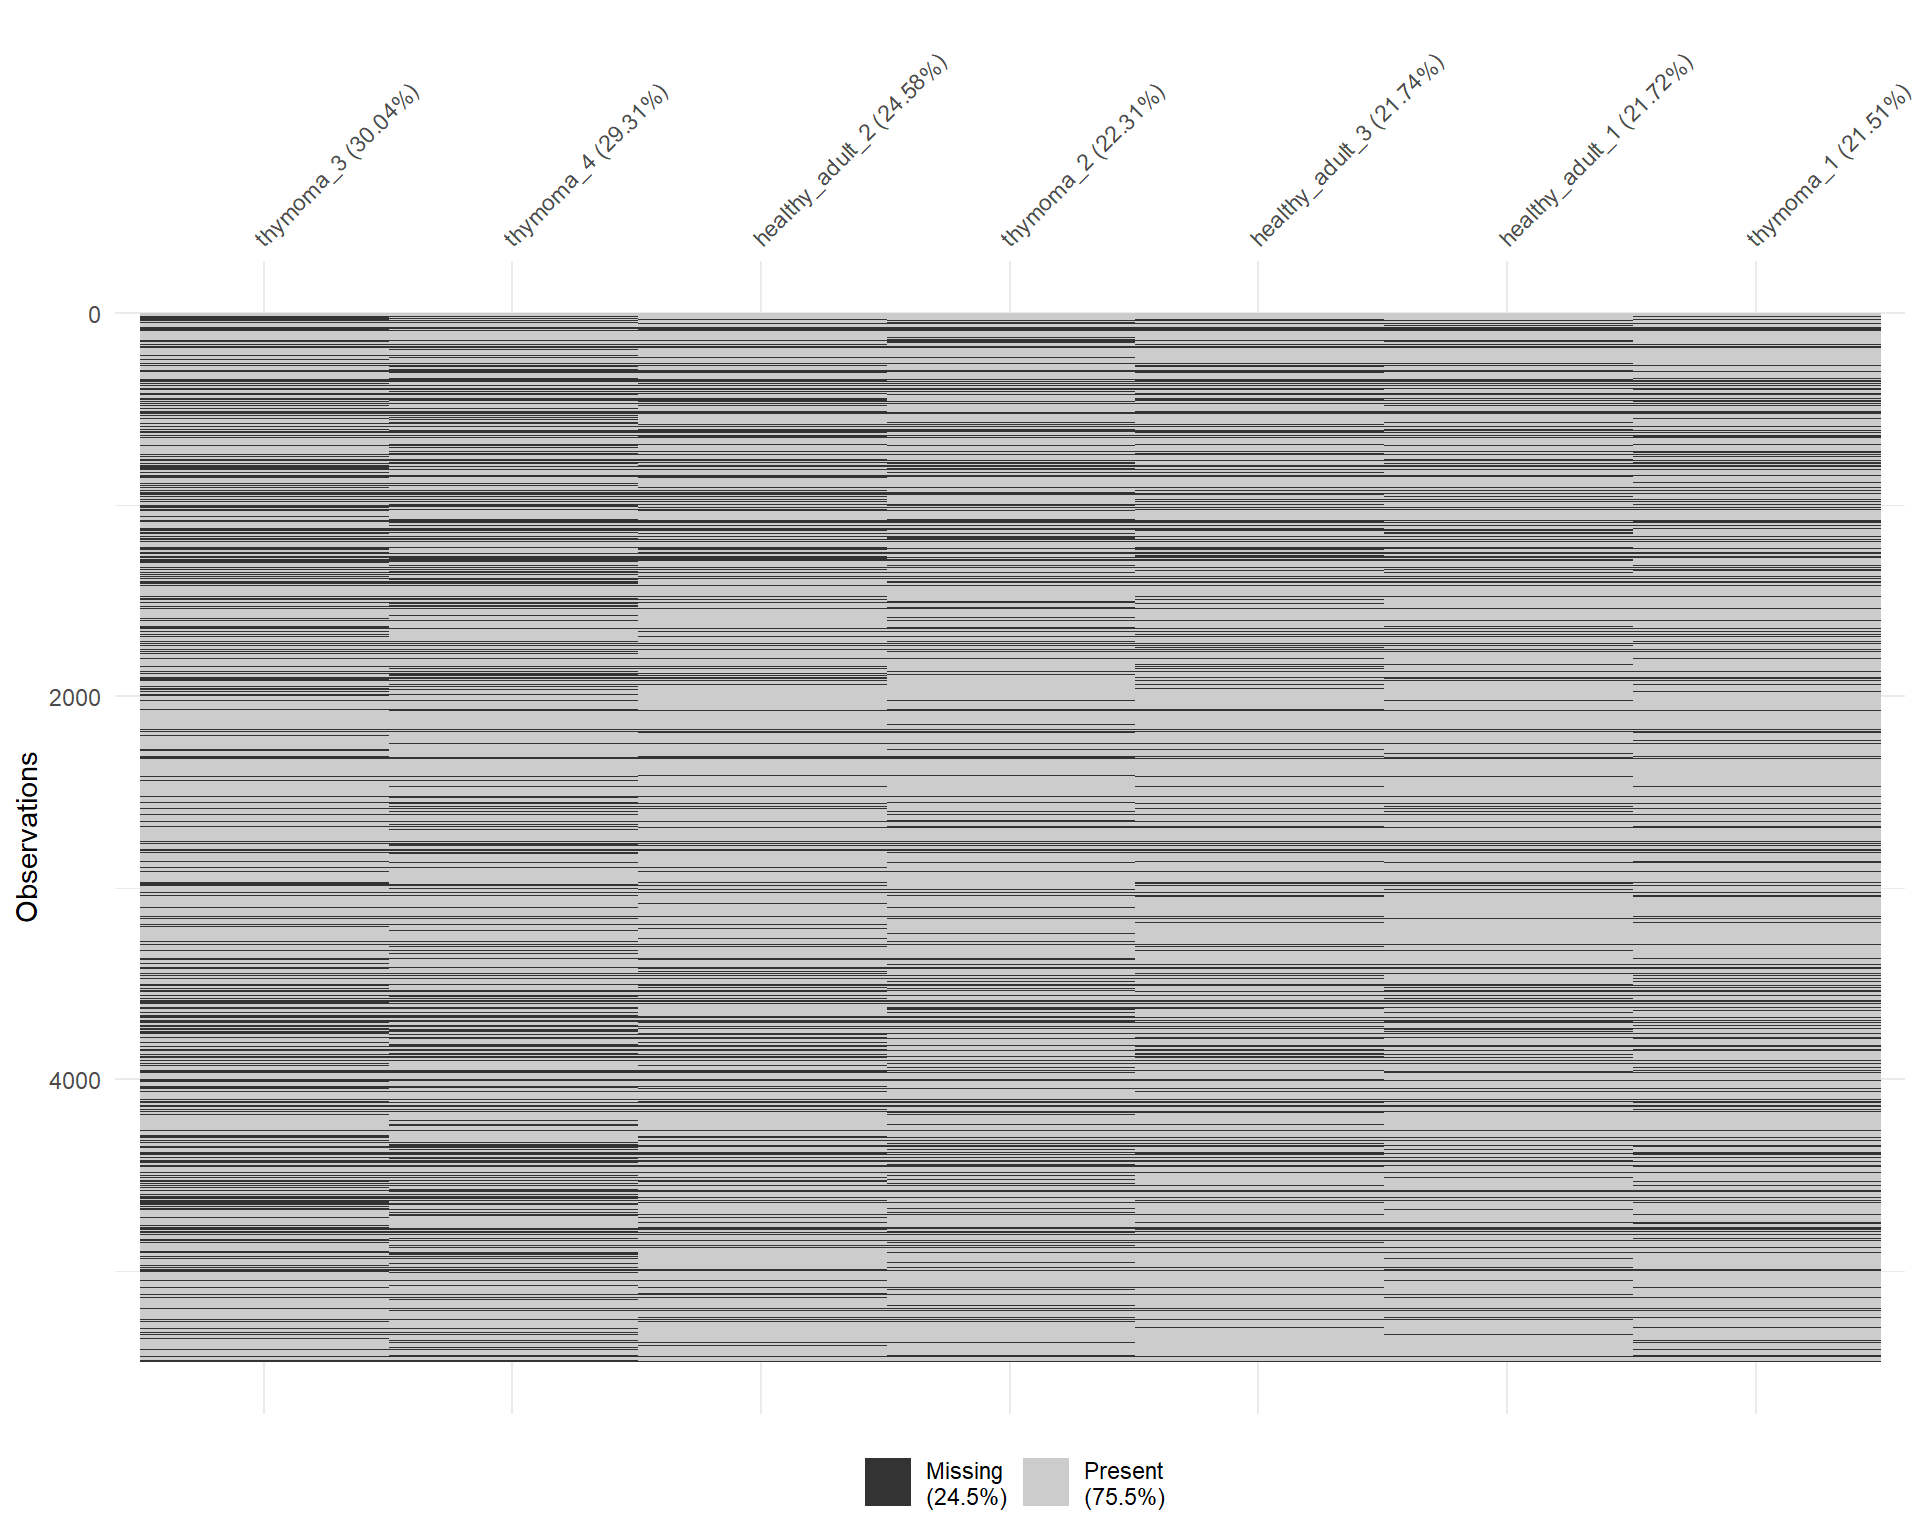 thymoma_3 (30.04%)
thymoma_4 (29.31%)
healthy_adult_2 (24.58%)
thymoma_2 (22.31%)
healthy_adult_3 (21.74%)
healthy_adult_1 (21.72%)
thymoma_1 (21.51%)
0
2000
4000
Observations
Missing
(24.5%)
Present
(75.5%)